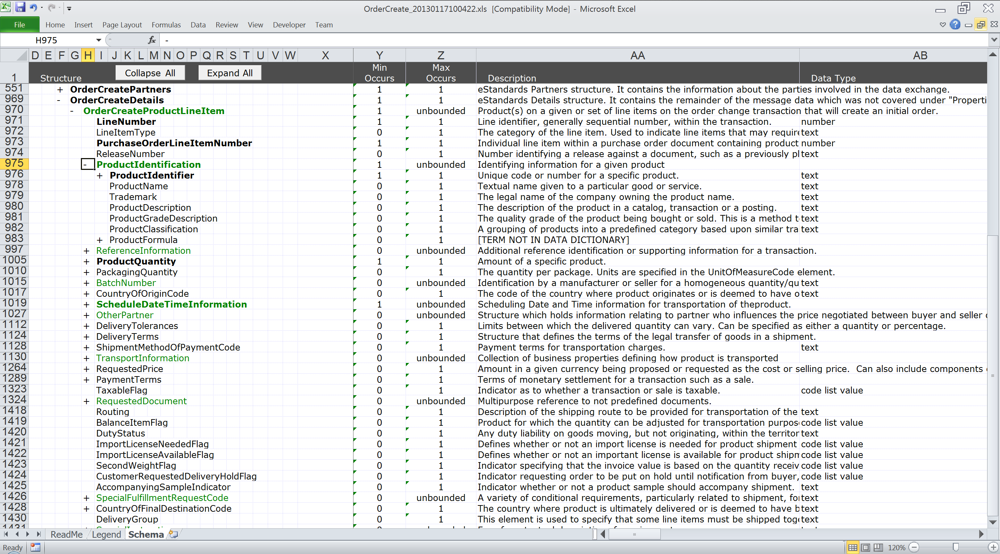 OrderCreate_20130117100422.xls [Compatibility Mode] - Microsoft Excel
File Home Insert Page Layout Formulas Data Review View Developer Team
H975 fx -
D E F G H I J K L M N O P Q R S T U V W X Y Z AA AB
1 Structure Collapse All Expand All Min Occurs Max Occurs Description Data Type
551 + OrderCreatePartners 1 1 eStandards Partners structure. It contains the information about the parties involved in the data exchange.
969 - OrderCreateDetails 1 1 eStandards Details structure. It contains the remainder of the message data which was not covered under "Properti
970 - OrderCreateProductLineItem 1 unbounded Product(s) on a given or set of line items on the order change transaction that will create an initial order.
971 LineNumber 1 1 Line identifier, generally sequential number, within the transaction. number
972 LineItemType 0 1 The category of the line item. Used to indicate line items that may require text
973 PurchaseOrderLineItemNumber 1 1 Individual line item within a purchase order document containing product number
974 ReleaseNumber 0 1 Number identifying a release against a document, such as a previously pl text
975 - ProductIdentification 1 unbounded Identifying information for a given product
976 + ProductIdentifier 1 1 Unique code or number for a specific product. text
978 ProductName 0 1 Textual name given to a particular good or service. text
979 Trademark 0 1 The legal name of the company owning the product name. text
980 ProductDescription 0 1 The description of the product in a catalog, transaction or a posting. text
981 ProductGradeDescription 0 1 The quality grade of the product being bought or sold. This is a method t text
982 ProductClassification 0 1 A grouping of products into a predefined category based upon similar trai text
983 + ProductFormula 0 1 [TERM NOT IN DATA DICTIONARY]
997 + ReferenceInformation 0 unbounded Additional reference identification or supporting information for a transaction.
1005 + ProductQuantity 1 1 Amount of a specific product.
1010 + PackagingQuantity 0 1 The quantity per package. Units are specified in the UnitOfMeasureCode element.
1015 + BatchNumber 0 unbounded Identification by a manufacturer or seller for a homogeneous quantity/qu text
1017 + CountryOfOriginCode 0 1 The code of the country where product originates or is deemed to have o text
1019 + ScheduleDateTimeInformation 1 unbounded Scheduling Date and Time information for transportation of theproduct.
1027 + OtherPartner 0 unbounded Structure which holds information relating to partner who influences the price negotiated between buyer and seller
1112 + DeliveryTolerances 0 1 Limits between which the delivered quantity can vary. Can be specified as either a quantity or percentage.
1124 + DeliveryTerms 0 1 Structure that defines the terms of the legal transfer of goods in a shipment.
1128 + ShipmentMethodOfPaymentCode 0 1 Payment terms for transportation charges. text
1130 + TransportInformation 0 unbounded Collection of business properties defining how product is transported
1264 + RequestedPrice 0 1 Amount in a given currency being proposed or requested as the cost or selling price. Can also include components
1289 + PaymentTerms 0 1 Terms of monetary settlement for a transaction such as a sale.
1323 TaxableFlag 0 1 Indicator as to whether a transaction or sale is taxable. code list value
1324 + RequestedDocument 0 unbounded Multipurpose reference to not predefined documents.
1418 Routing 0 1 Description of the shipping route to be provided for transportation of the text
1419 BalanceItemFlag 0 1 Product for which the quantity can be adjusted for transportation purpos code list value
1420 DutyStatus 0 1 Any duty liability on goods moving, but not originating, within the territor text
1421 ImportLicenseNeededFlag 0 1 Defines whether or not an import license is needed for product shipment code list value
1422 ImportLicenseAvailableFlag 0 1 Defines whether or not an important license is available for product shipm code list value
1423 SecondWeightFlag 0 1 Indicator specifying that the invoice value is based on the quantity receiv code list value
1424 CustomerRequestedDeliveryHoldFlag 0 1 Indicator requesting order to be put on hold until notification from buyer, code list value
1425 AccompanyingSampleIndicator 0 1 Indicator whether or not a product sample should accompany shipment. text
1426 + SpecialFulfillmentRequestCode 0 unbounded A variety of conditional requirements, particularly related to shipment, fo text
1428 + CountryOfFinalDestinationCode 0 1 The country where product is ultimately delivered or is deemed to have b text
1430 DeliveryGroup 0 1 This element is used to specify that some line items must be shipped toge text
ReadMe Legend Schema
Ready 120%